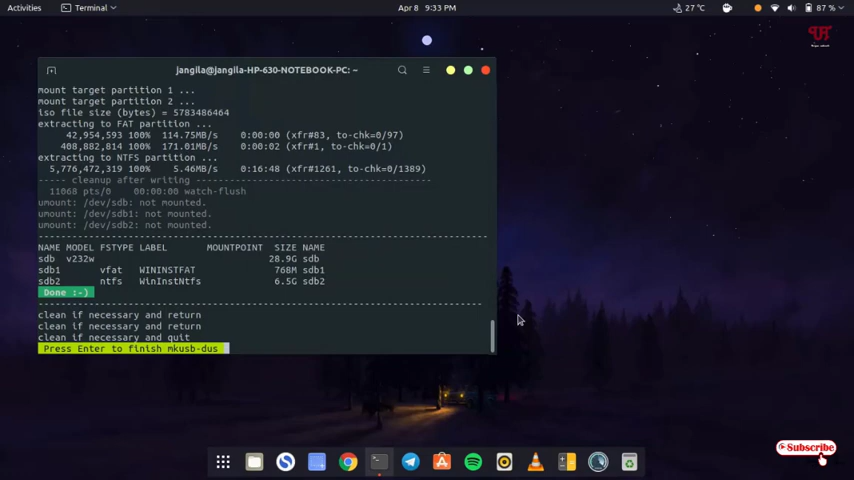 Activities
Terminal
Apr 8 9:33 PM
27 °C
87 %
jangila@jangila-HP-630-NOTEBOOK-PC: ~
mount target partition 1 ...
mount target partition 2 ...
iso file size (bytes) = 5783486464
extracting to FAT partition ...
42,954,593 100% 114.75MB/s 0:00:00 (xfr#83, to-chk=0/97)
408,882,814 100% 171.01MB/s 0:00:02 (xfr#1, to-chk=0/1)
extracting to NTFS partition ...
5,776,472,319 100% 5.46MB/s 0:16:48 (xfr#1261, to-chk=0/1389)
----- cleanup after writing ----------------------------------------
11068 pts/0 00:00:00 watch-flush
umount: /dev/sdb: not mounted.
umount: /dev/sdb1: not mounted.
umount: /dev/sdb2: not mounted.
NAME MODEL FSTYPE LABEL MOUNTPOINT SIZE NAME
sdb v232w 28.9G sdb
sdb1 vfat WININSTFAT 768M sdb1
sdb2 ntfs WinInstNtfs 6.5G sdb2
Done :-)
clean if necessary and return
clean if necessary and return
clean if necessary and quit
Press Enter to finish mkusb-dus
Subscribe